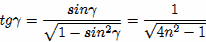 tgγ = sinγ / √(1 − sin²γ) = 1 / √(4n² − 1)